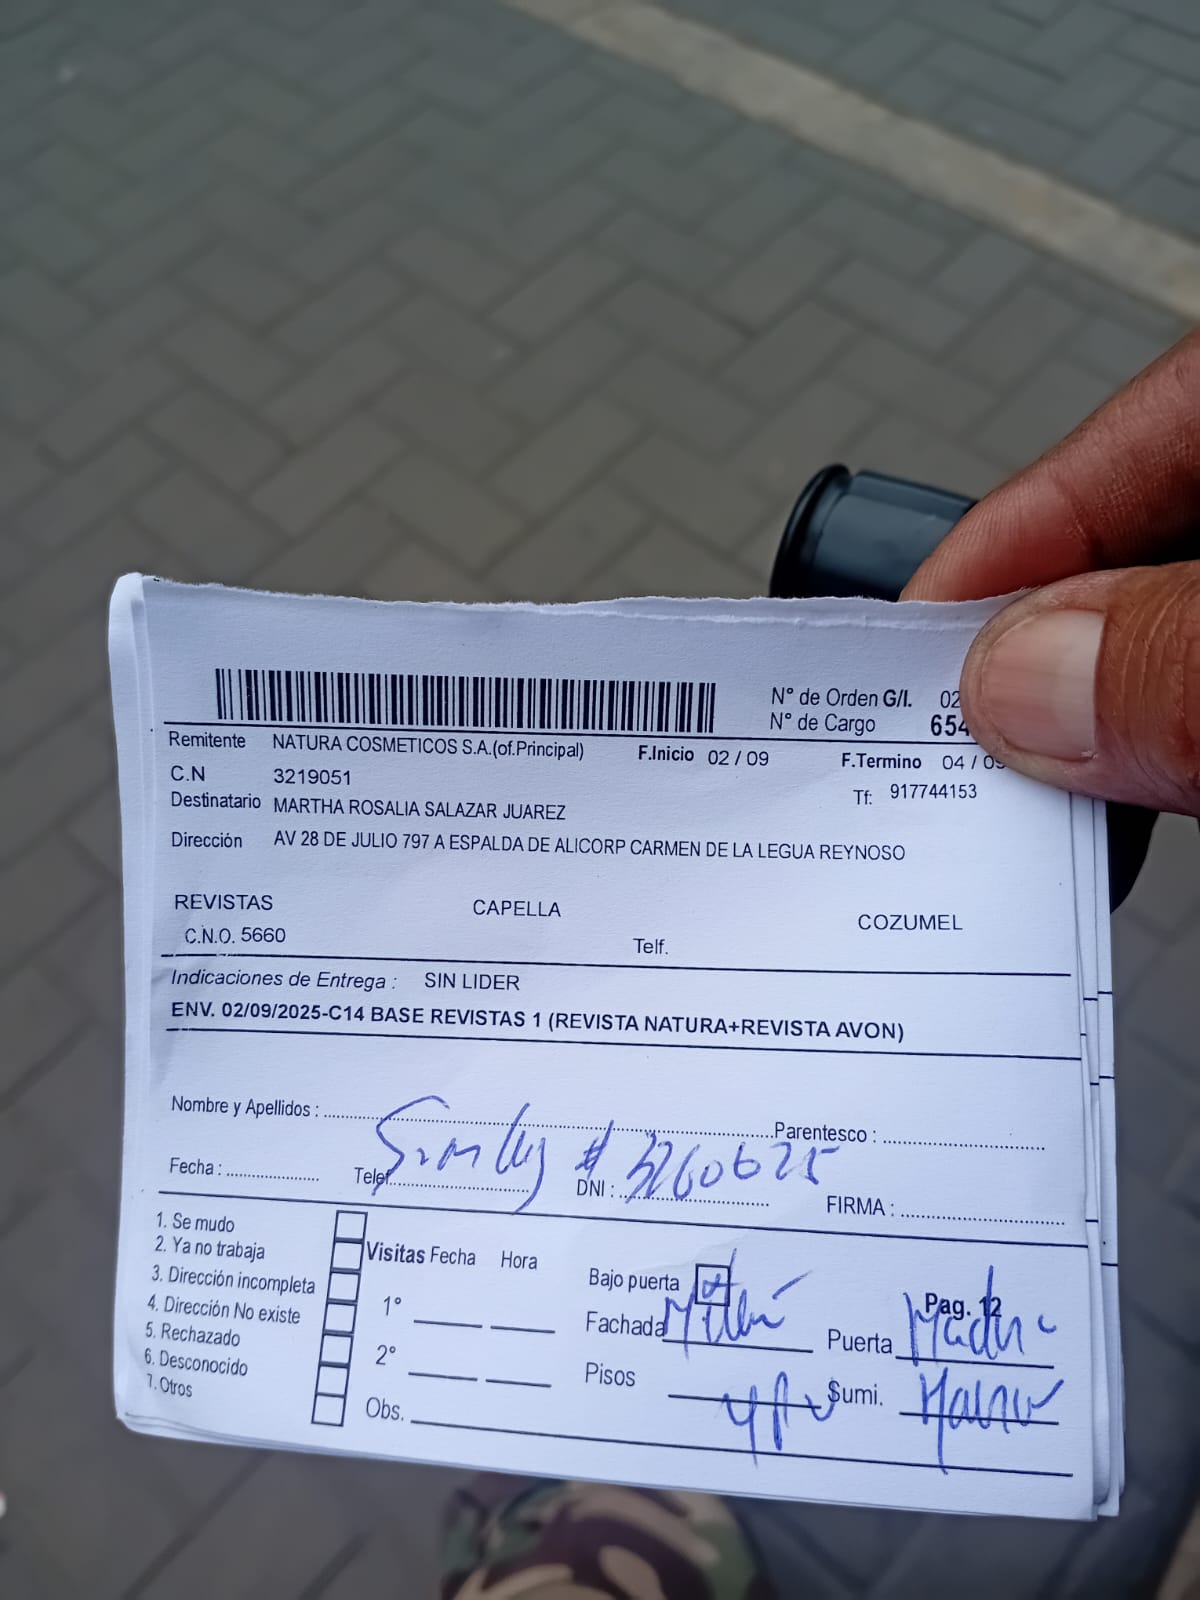 N° de Orden G/I. 02
N° de Cargo 654
Remitente NATURA COSMETICOS S.A.(of.Principal) F.Inicio 02 / 09 F.Termino 04 / 09
C.N 3219051 Tf: 917744153
Destinatario MARTHA ROSALIA SALAZAR JUAREZ
Dirección AV 28 DE JULIO 797 A ESPALDA DE ALICORP CARMEN DE LA LEGUA REYNOSO
REVISTAS CAPELLA COZUMEL
C.N.O. 5660 Telf.
Indicaciones de Entrega : SIN LIDER
ENV. 02/09/2025-C14 BASE REVISTAS 1 (REVISTA NATURA+REVISTA AVON)
Nombre y Apellidos : Parentesco :
Fecha : Telef. DNI : # 3260625 FIRMA :
1. Se mudo
2. Ya no trabaja
3. Dirección incompleta
4. Dirección No existe
5. Rechazado
6. Desconocido
7. Otros
Visitas Fecha Hora
1°
2°
Obs.
Bajo puerta Pag. 12
Fachada Puerta
Pisos Sumi.